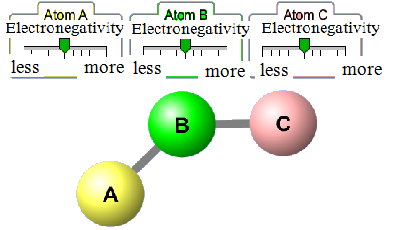 Atom A
Electronegativity
less more
Atom B
Electronegativity
less more
Atom C
Electronegativity
less more
B
C
A